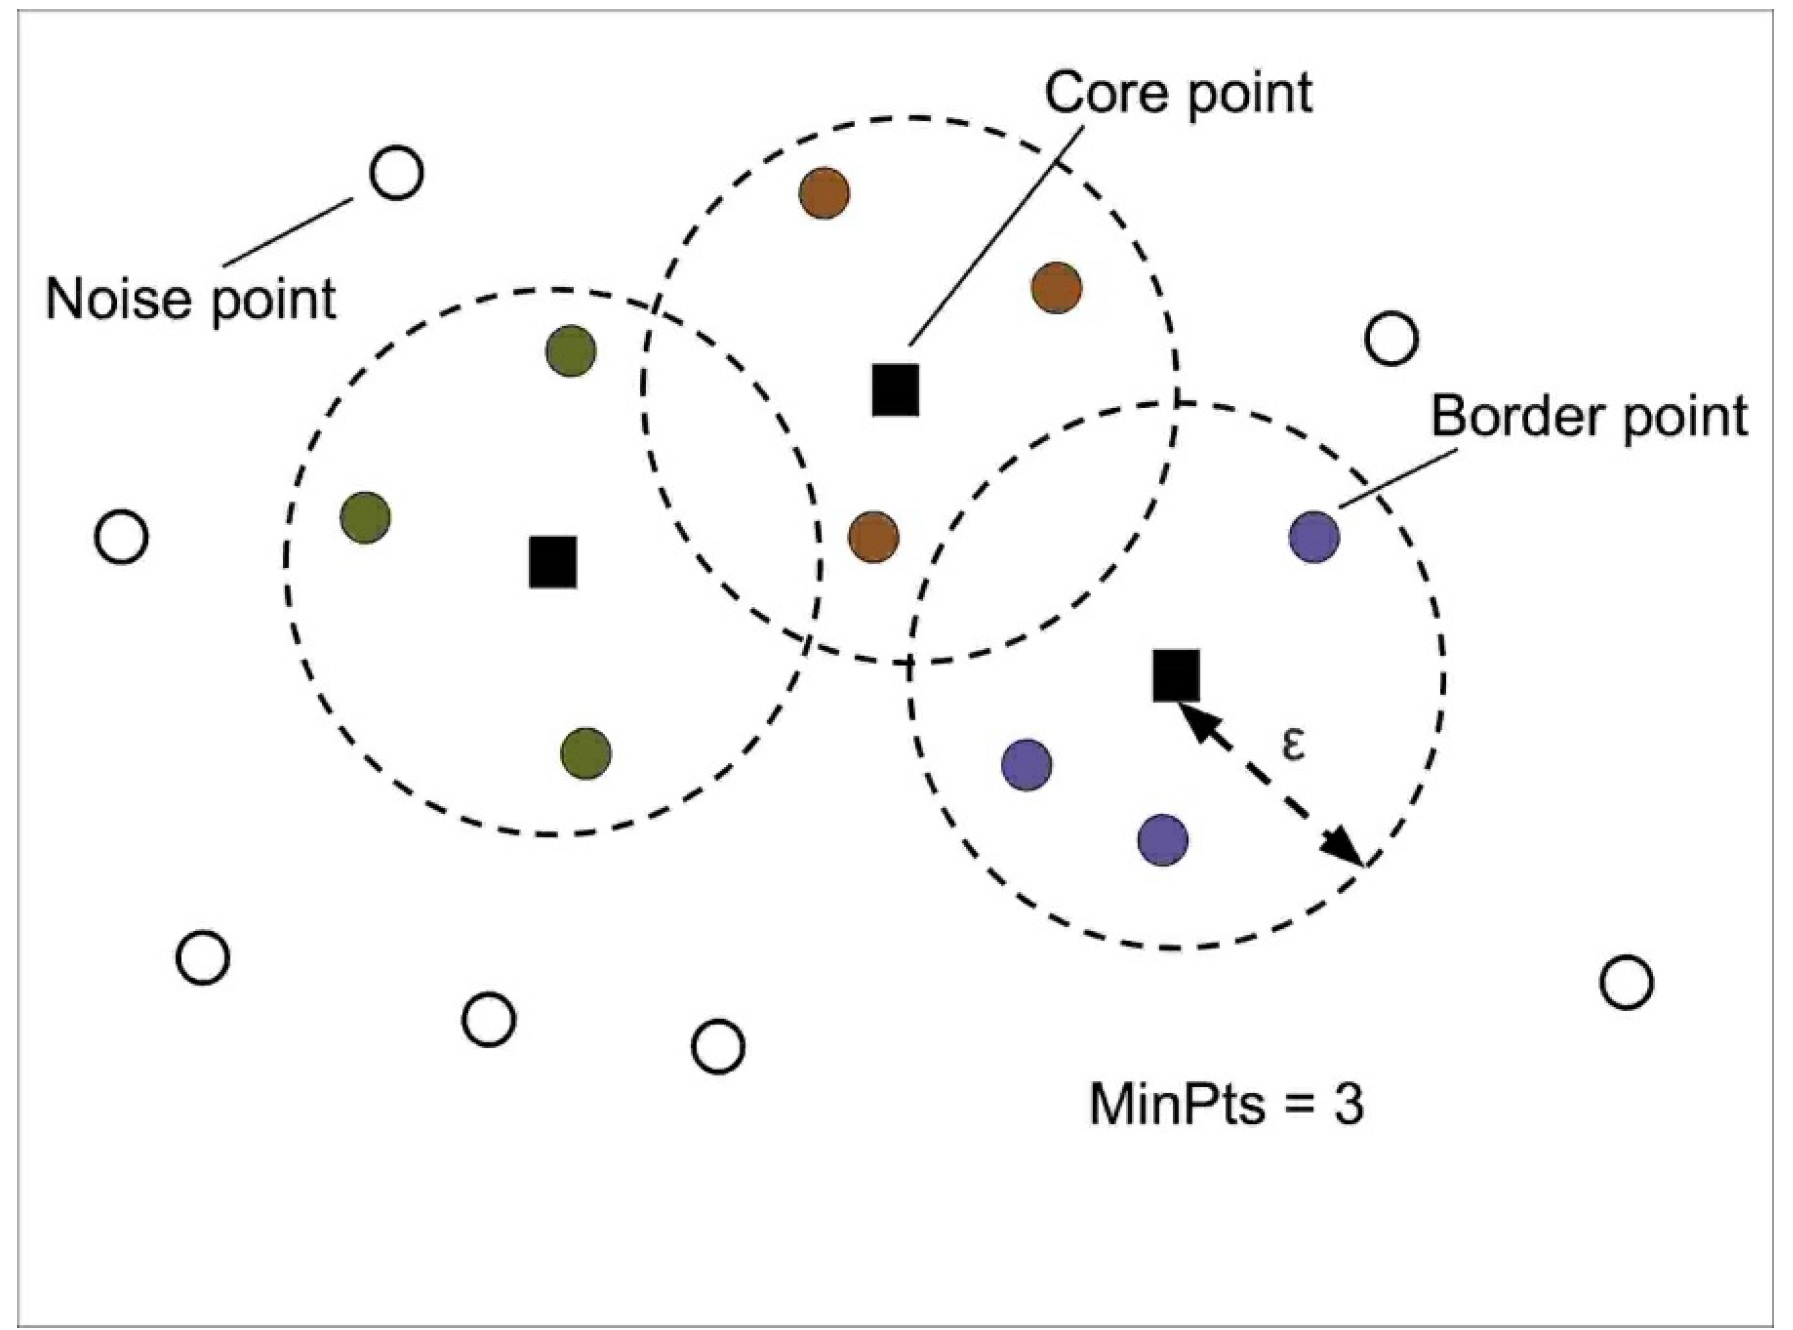 Core point
Noise point
Border point
ε
MinPts = 3